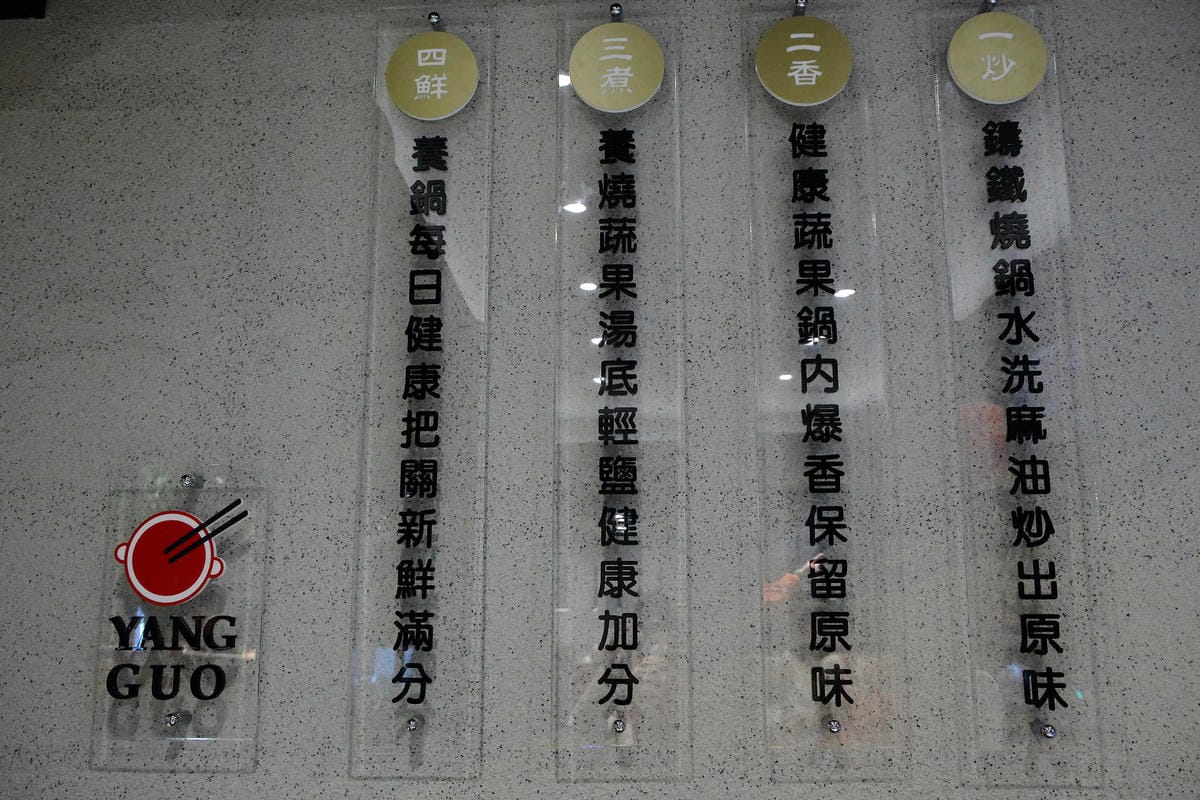 一炒
鑄鐵燒鍋水洗麻油炒出原味
二香
健康蔬果鍋內爆香保留原味
三煮
養燒蔬果湯底輕鹽健康加分
四鮮
養鍋每日健康把關新鮮滿分
YANG
GUO